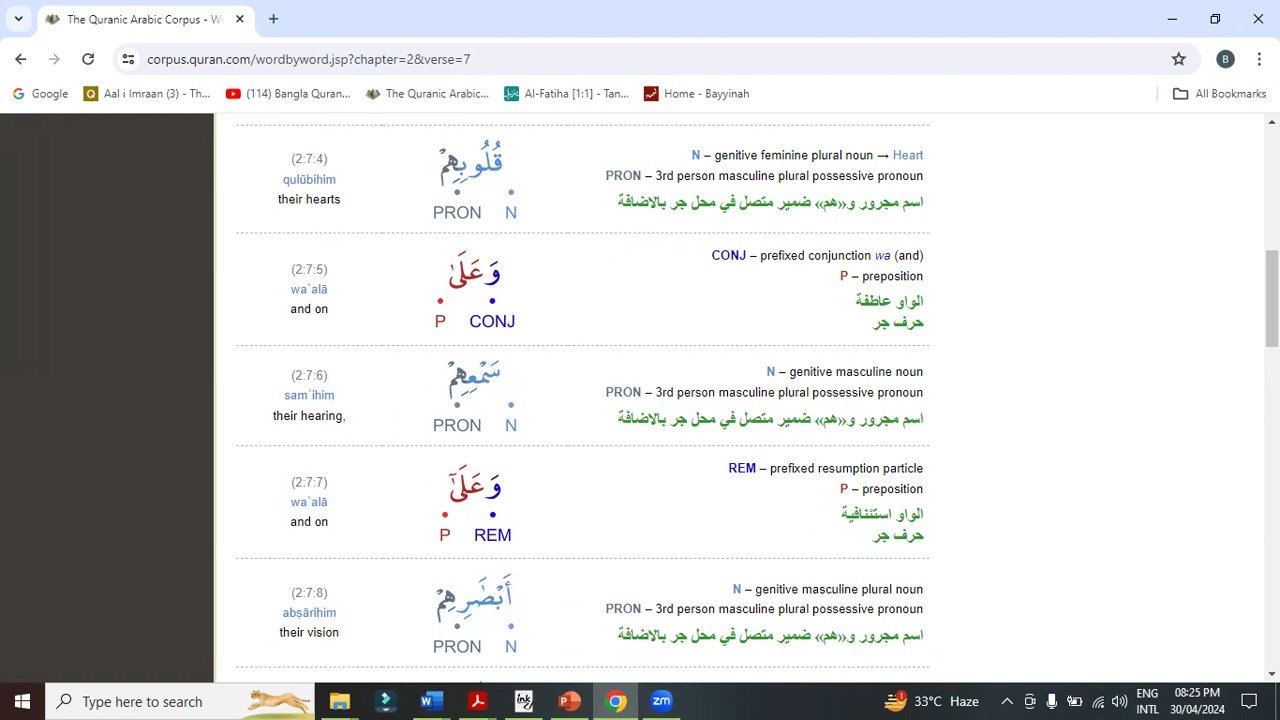 The Quranic Arabic Corpus - Wo
corpus.quran.com/wordbyword.jsp?chapter=2&verse=7
B
Google
Aal i Imraan (3) - Th...
(114) Bangla Quran...
The Quranic Arabic...
Al-Fatiha [1:1] - Tan...
Home - Bayyinah
All Bookmarks
(2:7:4)
qulūbihim
their hearts
قُلُوبِهِمْ
PRON N
N – genitive feminine plural noun → Heart
PRON – 3rd person masculine plural possessive pronoun
اسم مجرور و«هم» ضمير متصل في محل جر بالاضافة
(2:7:5)
waʿalā
and on
وَعَلَىٰ
P CONJ
CONJ – prefixed conjunction wa (and)
P – preposition
الواو عاطفة
حرف جر
(2:7:6)
samʿihim
their hearing,
سَمْعِهِمْ
PRON N
N – genitive masculine noun
PRON – 3rd person masculine plural possessive pronoun
اسم مجرور و«هم» ضمير متصل في محل جر بالاضافة
(2:7:7)
waʿalā
and on
وَعَلَىٰٓ
P REM
REM – prefixed resumption particle
P – preposition
الواو استئنافية
حرف جر
(2:7:8)
absārihim
their vision
أَبْصَٰرِهِمْ
PRON N
N – genitive masculine plural noun
PRON – 3rd person masculine plural possessive pronoun
اسم مجرور و«هم» ضمير متصل في محل جر بالاضافة
Type here to search
33°C Haze
ENG
INTL
08:25 PM
30/04/2024